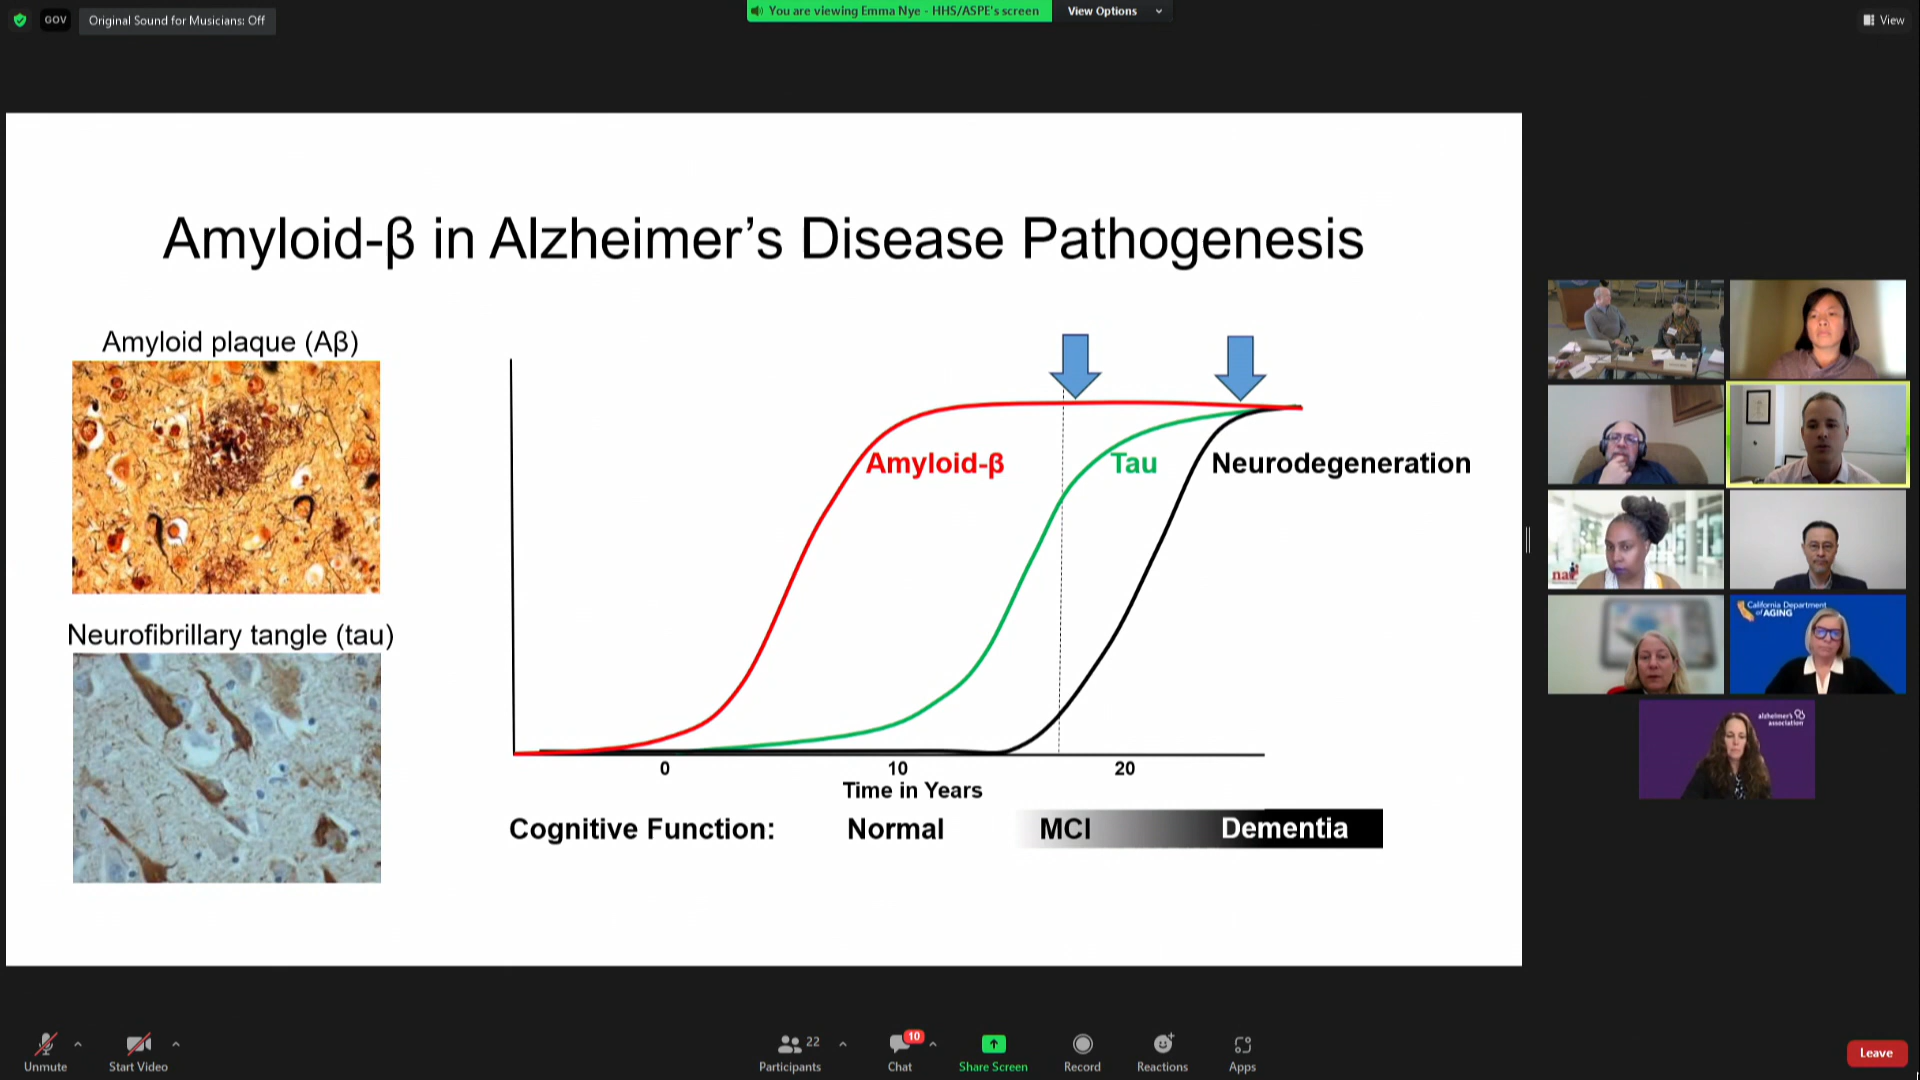 GOV
Original Sound for Musicians: Off
You are viewing Emma Nye - HHS/ASPE's screen
View Options
View
Amyloid-β in Alzheimer's Disease Pathogenesis
Amyloid plaque (Aβ)
Neurofibrillary tangle (tau)
Amyloid-β
Tau
Neurodegeneration
0
10
20
Time in Years
Cognitive Function:
Normal
MCI
Dementia
California Department
of AGING
alzheimer's
association
Unmute
Start Video
Participants
22
Chat
10
Share Screen
Record
Reactions
Apps
Leave